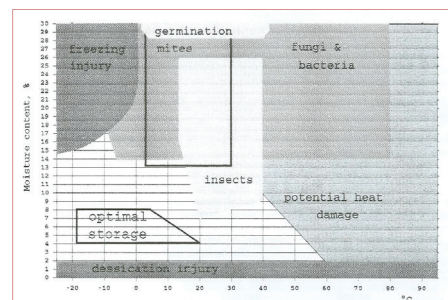 germination
freezing mites fungi &
injury bacteria
Moisture content, %
insects
potential heat
damage
optimal
storage
dessication injury
30
29
28
27
26
25
24
23
22
21
20
19
18
17
16
15
14
13
12
11
10
9
8
7
6
5
4
3
2
1
0
-20 -10 0 10 20 30 40 50 60 70 80 90
°C